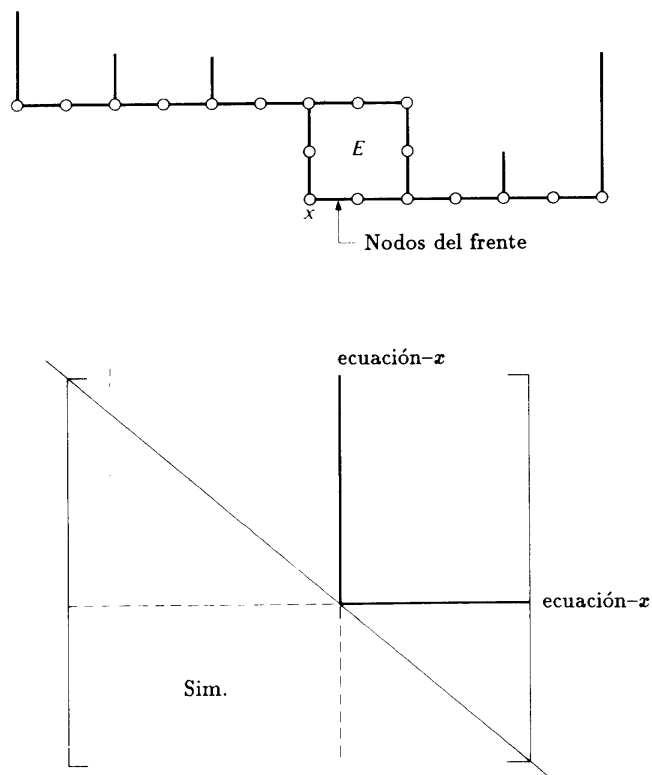 E
x
Nodos del frente
ecuación–x
ecuación–x
Sim.